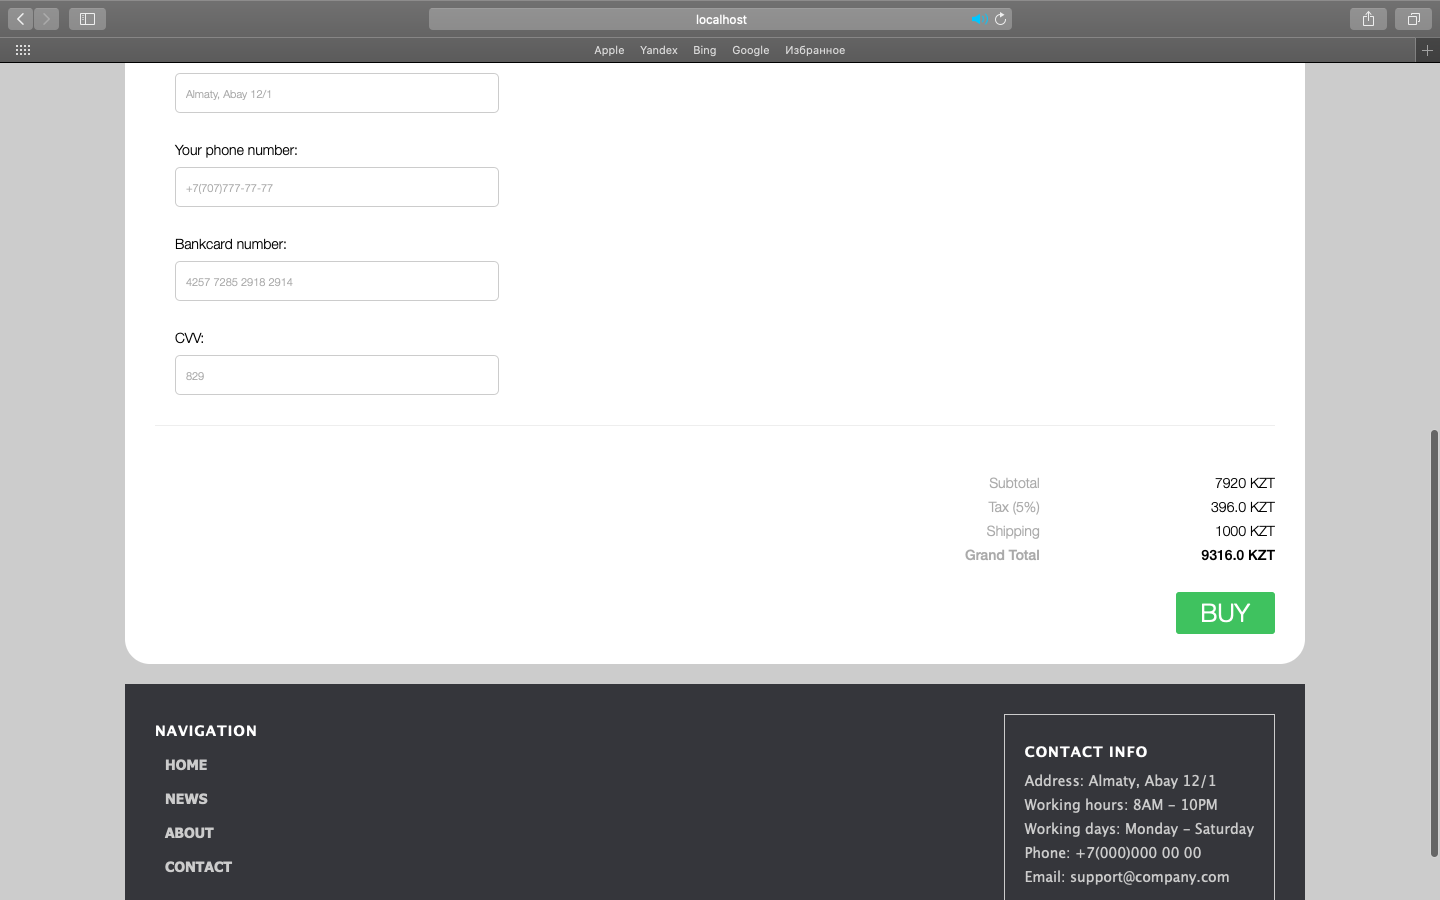 localhost
Apple Yandex Bing Google Избранное
Almaty, Abay 12/1
Your phone number:
+7(707)777-77-77
Bankcard number:
4257 7285 2918 2914
CVV:
829
Subtotal 7920 KZT
Tax (5%) 396.0 KZT
Shipping 1000 KZT
Grand Total 9316.0 KZT
BUY
NAVIGATION
HOME
NEWS
ABOUT
CONTACT
CONTACT INFO
Address: Almaty, Abay 12/1
Working hours: 8AM - 10PM
Working days: Monday - Saturday
Phone: +7(000)000 00 00
Email: support@company.com